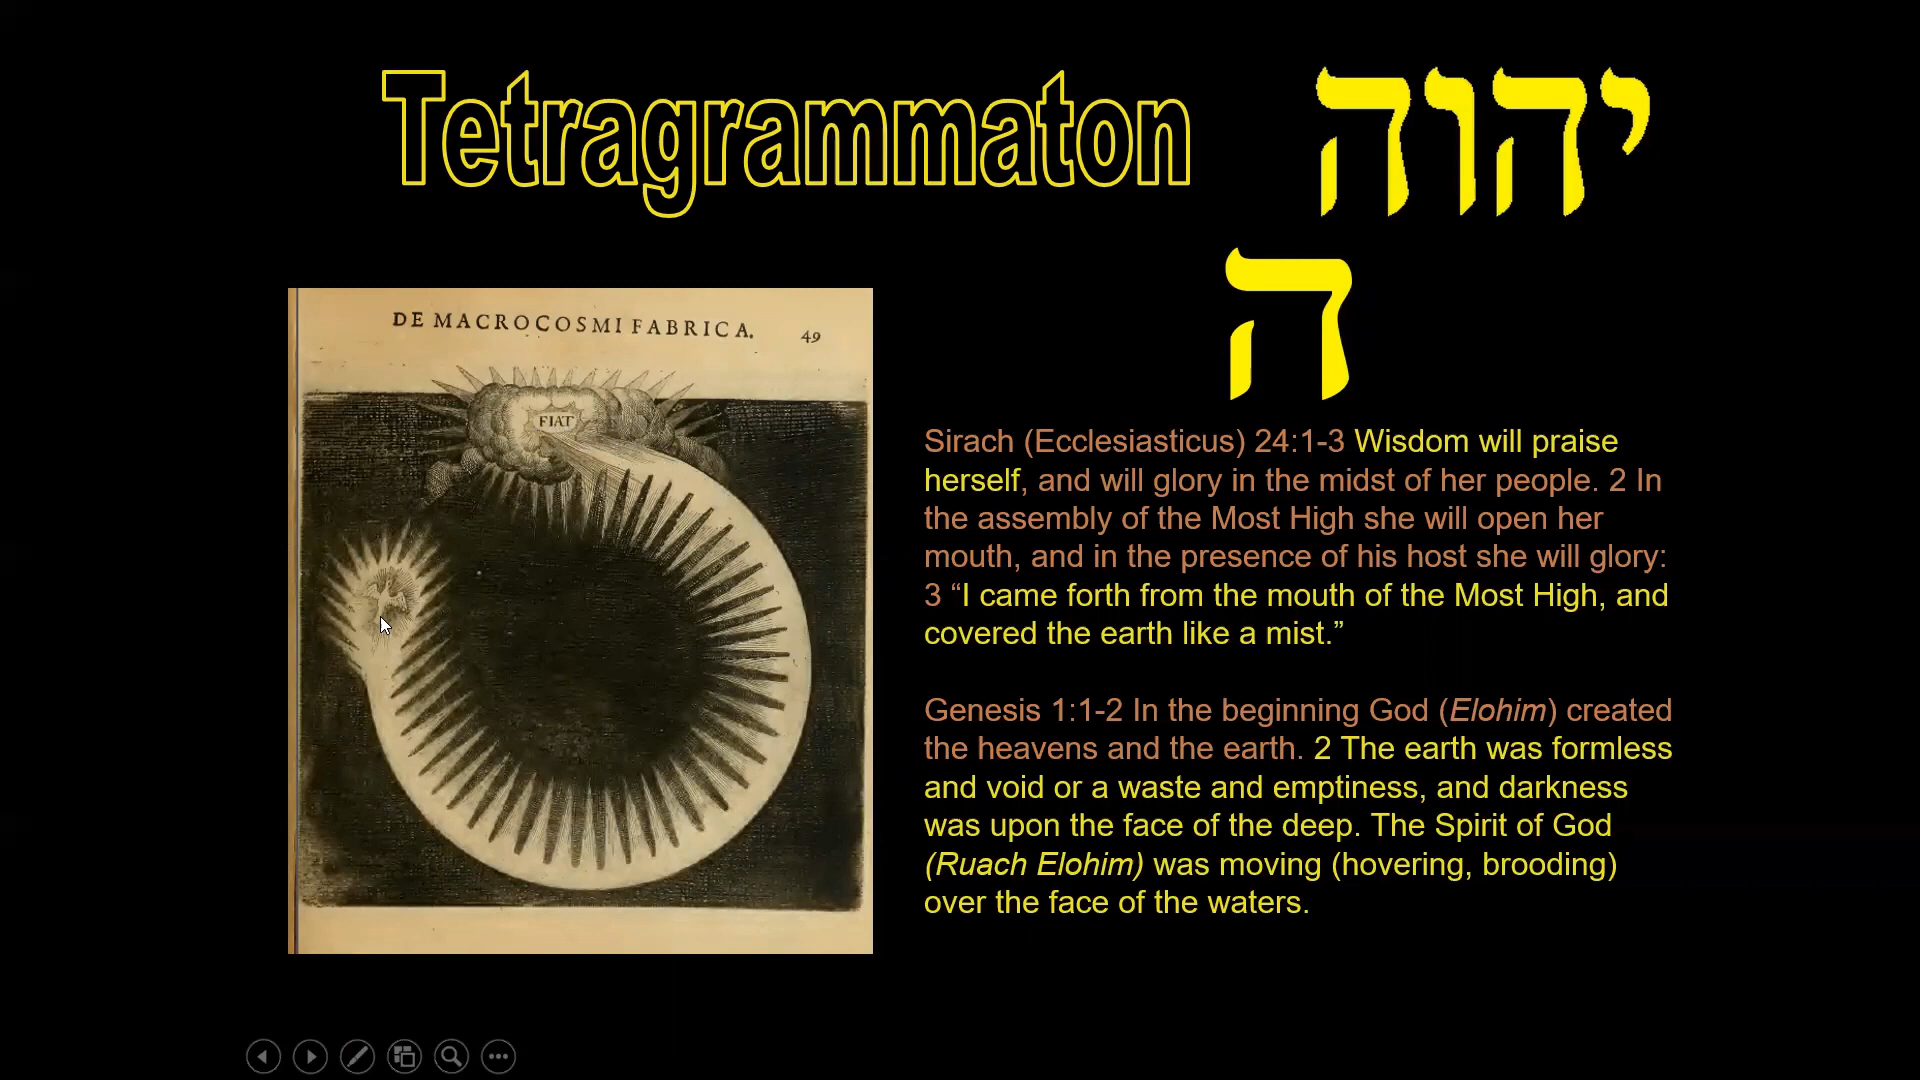 Tetragrammaton
יהוה
ה
DE MACROCOSMI FABRICA.
49
FIAT
Sirach (Ecclesiasticus) 24:1-3 Wisdom will praise
herself, and will glory in the midst of her people. 2 In
the assembly of the Most High she will open her
mouth, and in the presence of his host she will glory:
3 “I came forth from the mouth of the Most High, and
covered the earth like a mist.”
Genesis 1:1-2 In the beginning God (Elohim) created
the heavens and the earth. 2 The earth was formless
and void or a waste and emptiness, and darkness
was upon the face of the deep. The Spirit of God
(Ruach Elohim) was moving (hovering, brooding)
over the face of the waters.